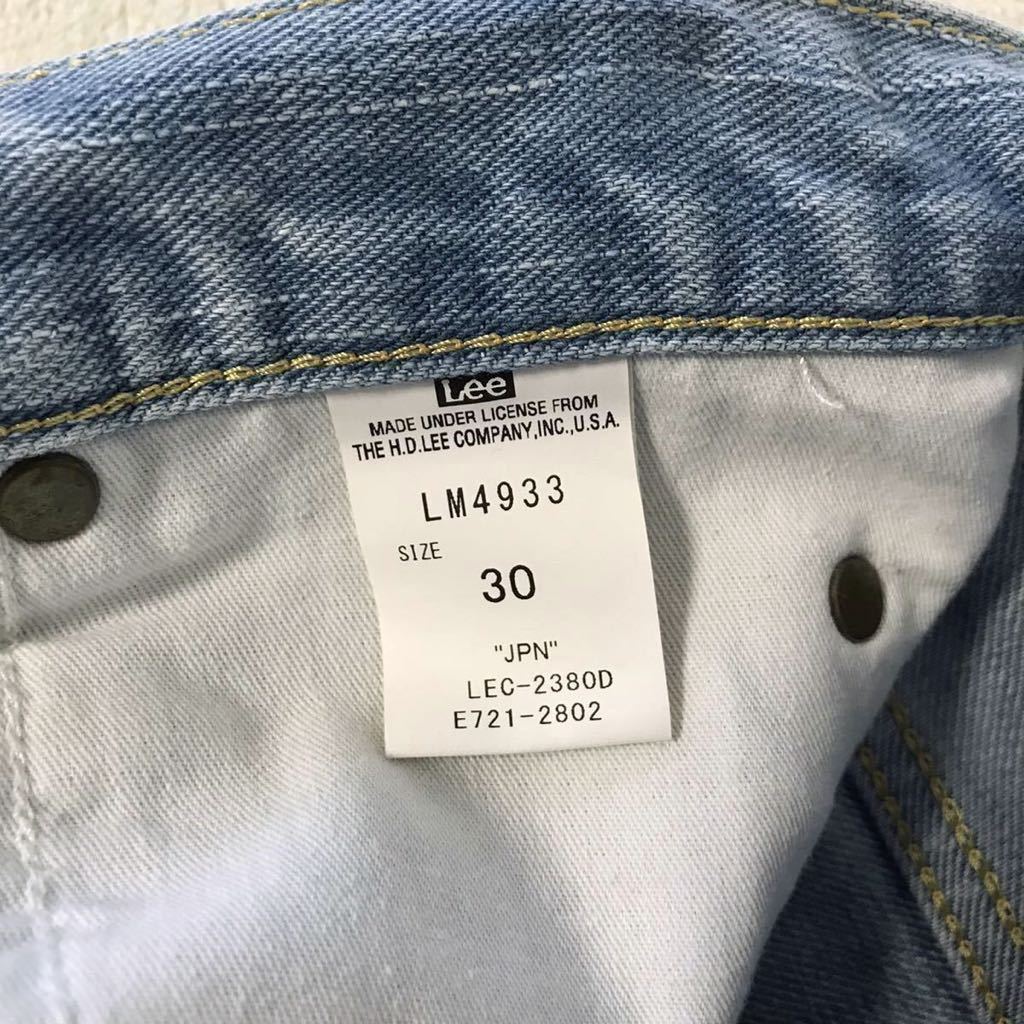 Lee
MADE UNDER LICENSE FROM
THE H.D.LEE COMPANY,INC.,U.S.A.
LM4933
SIZE
30
"JPN"
LEC-2380D
E721-2802